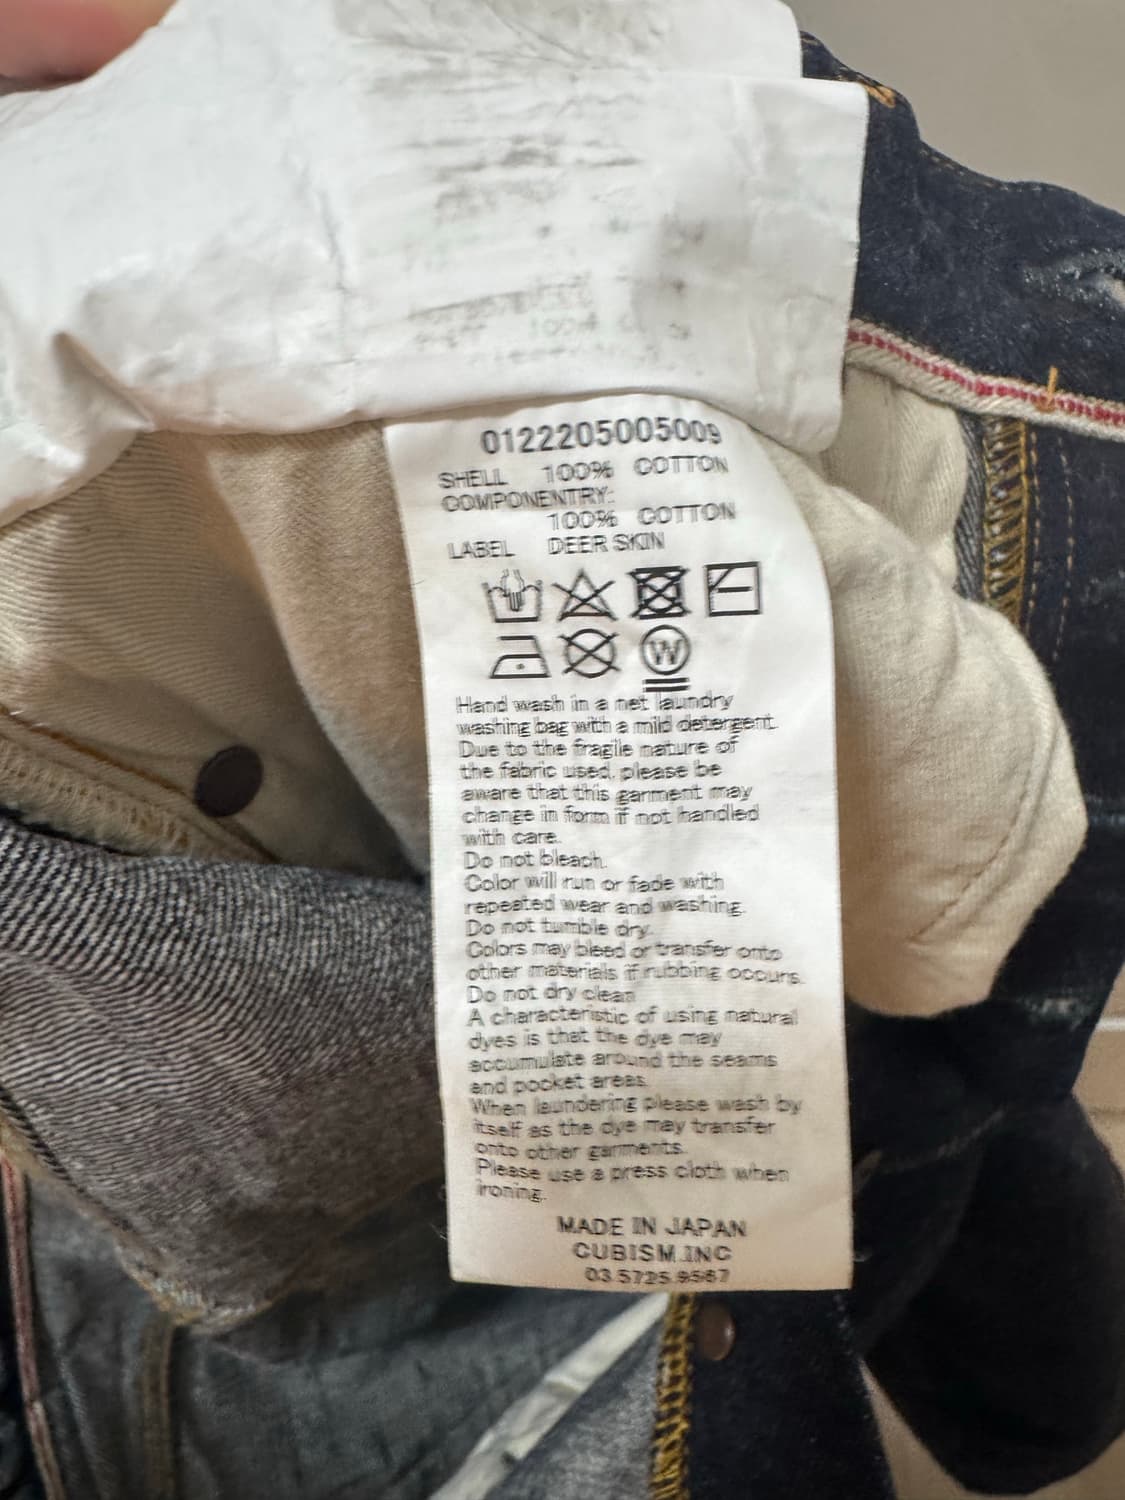 0122205005009
SHELL 100% COTTON
COMPONENTRY:
100% COTTON
LABEL DEER SKIN
W
Hand wash in a net laundry
washing bag with a mild detergent.
Due to the fragile nature of
the fabric used, please be
aware that this garment may
change in form if not handled
with care.
Do not bleach.
Color will run or fade with
repeated wear and washing.
Do not tumble dry.
Colors may bleed or transfer onto
other materials if rubbing occurs.
Do not dry clean
A characteristic of using natural
dyes is that the dye may
accumulate around the seams
and pocket areas.
When laundering please wash by
itself as the dye may transfer
onto other garments.
Please use a press cloth when
ironing.
MADE IN JAPAN
CUBISM.INC
03.5725.9567